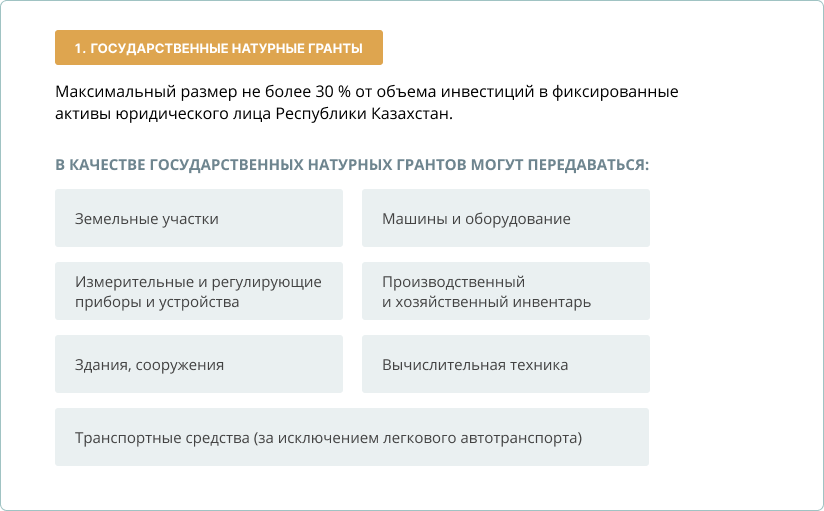 1. ГОСУДАРСТВЕННЫЕ НАТУРНЫЕ ГРАНТЫ
Максимальный размер не более 30 % от объема инвестиций в фиксированные
активы юридического лица Республики Казахстан.
В КАЧЕСТВЕ ГОСУДАРСТВЕННЫХ НАТУРНЫХ ГРАНТОВ МОГУТ ПЕРЕДАВАТЬСЯ:
Земельные участки
Машины и оборудование
Измерительные и регулирующие
приборы и устройства
Производственный
и хозяйственный инвентарь
Здания, сооружения
Вычислительная техника
Транспортные средства (за исключением легкового автотранспорта)